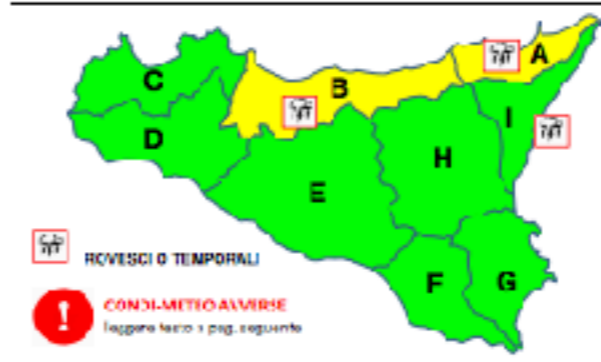 A
B
C
D
I
H
E
F
G
ROVESCI O TEMPORALI
CONDI-METEO AVVERSE
leggere testo a pag. seguente